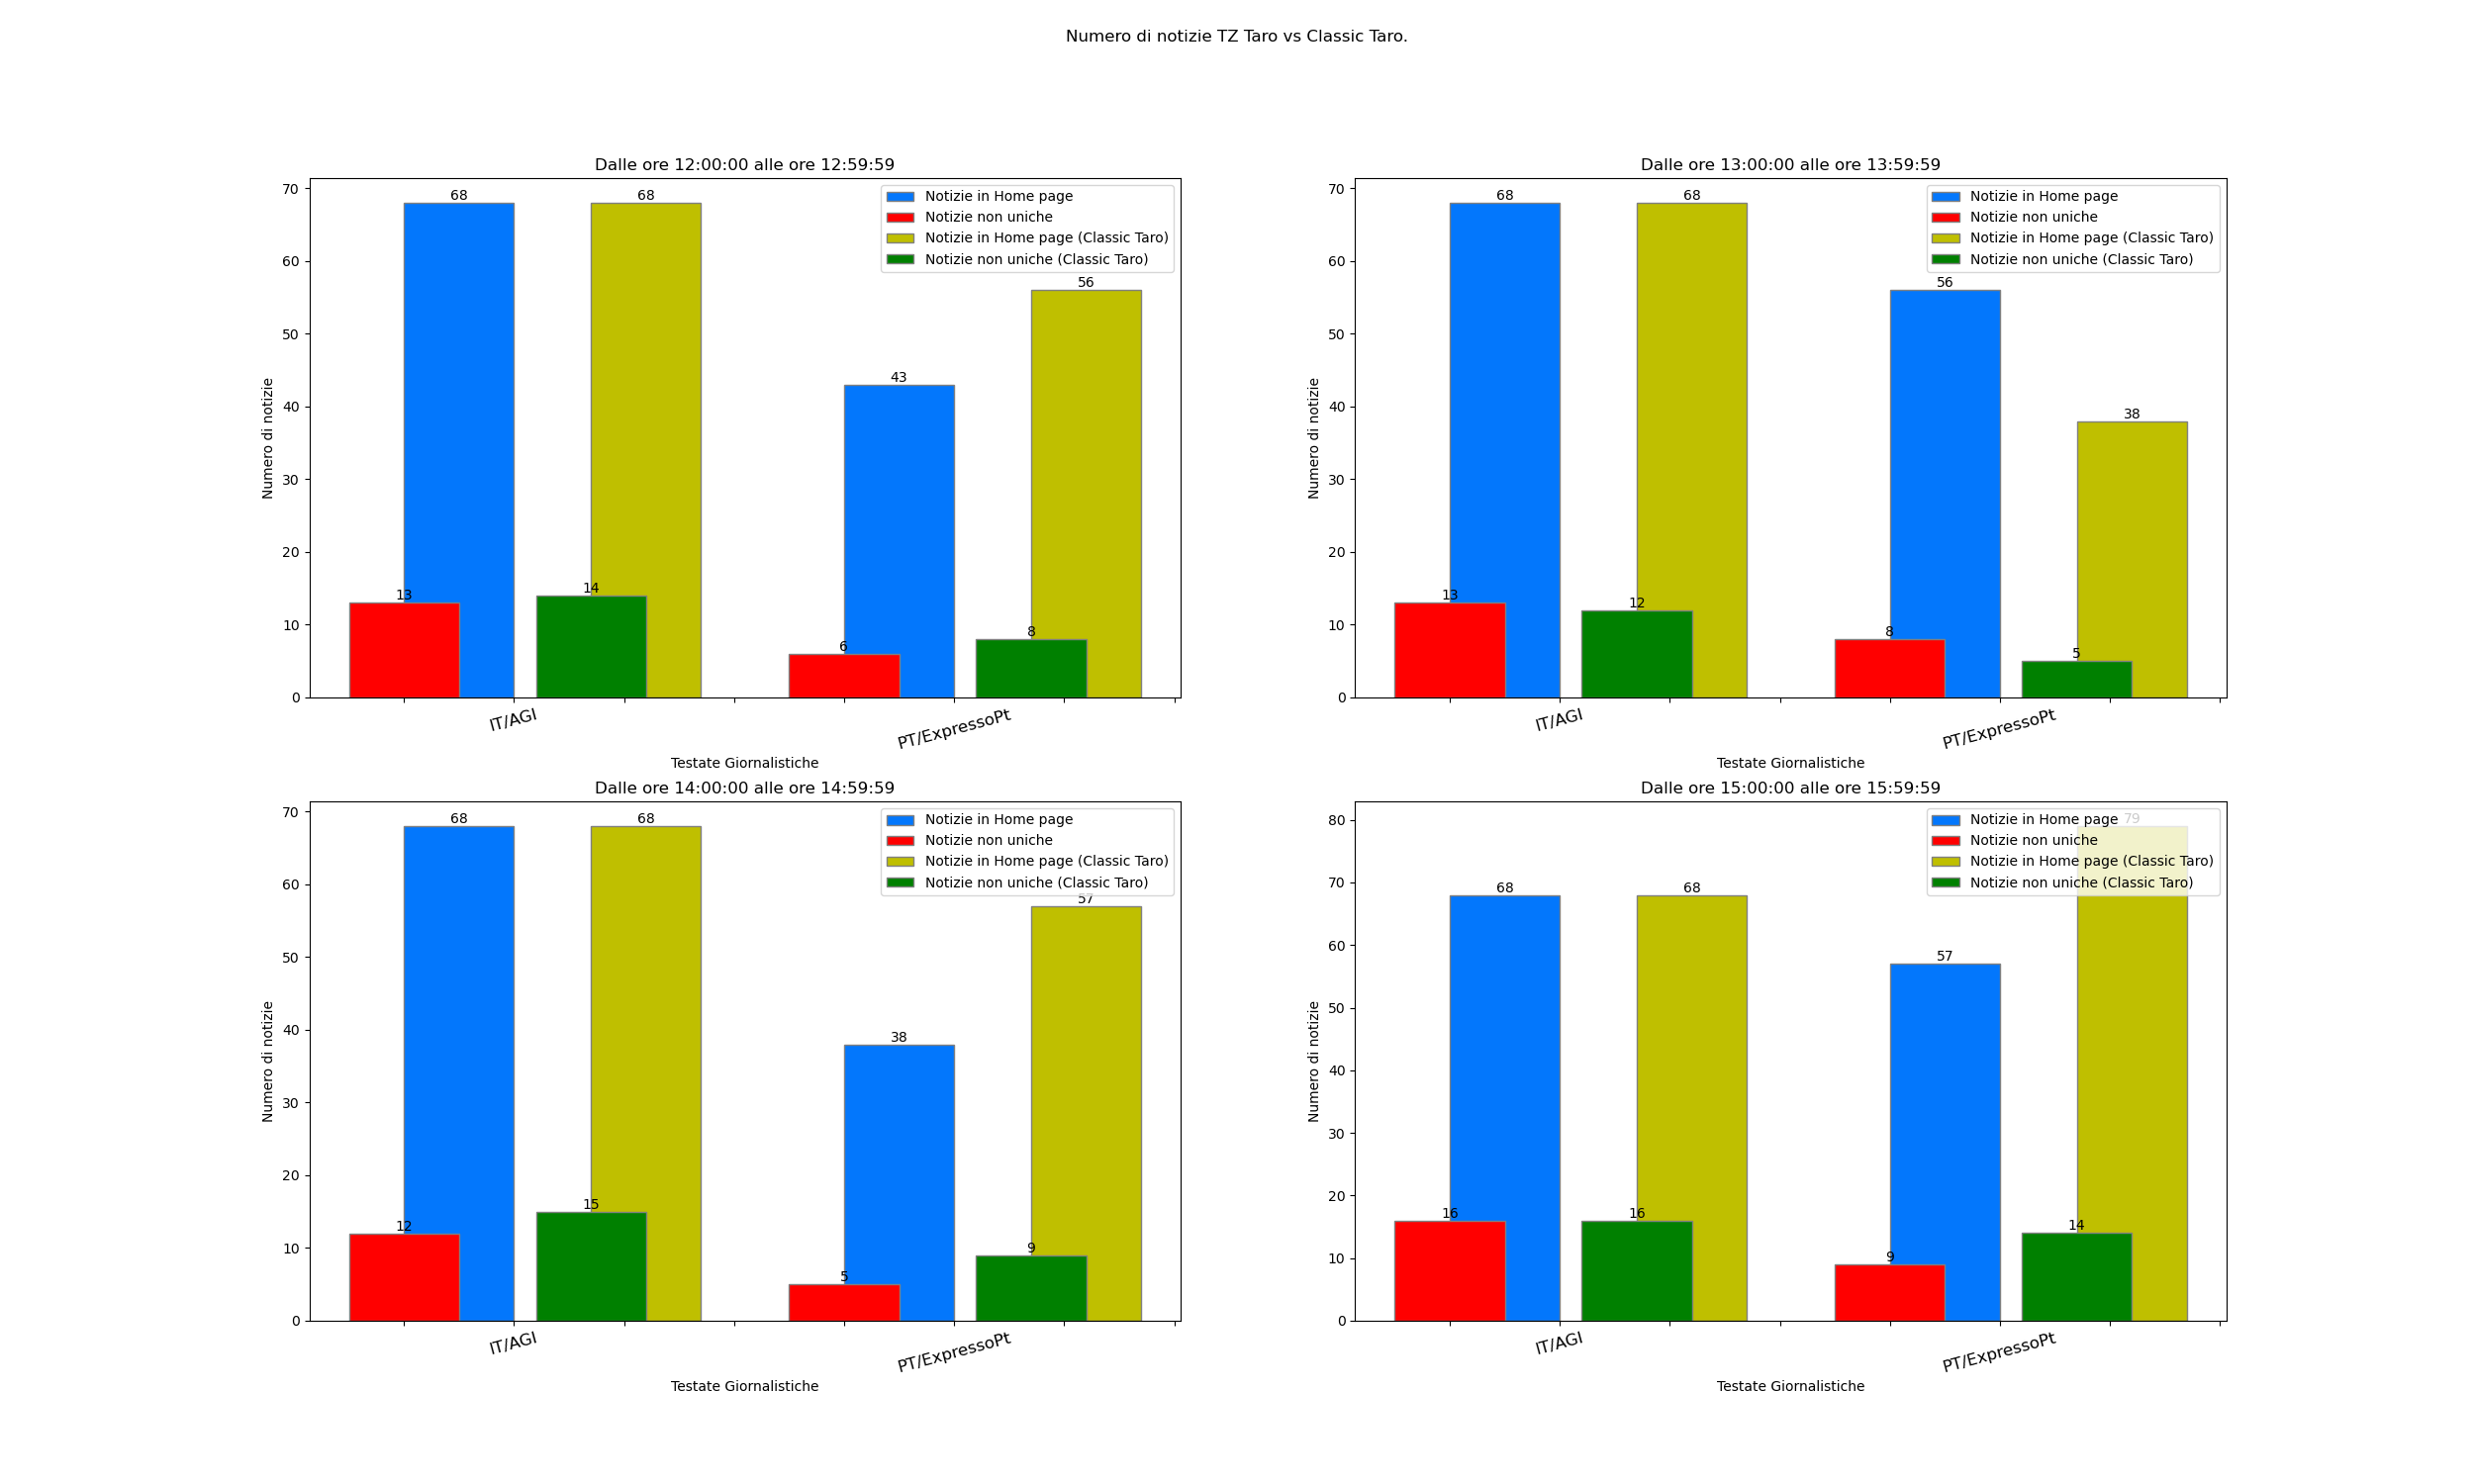 Numero di notizie TZ Taro vs Classic Taro.
Dalle ore 12:00:00 alle ore 12:59:59
Numero di notizie
70
60
50
40
30
20
10
0
68
68
43
56
13
14
6
8
Notizie in Home page
Notizie non uniche
Notizie in Home page (Classic Taro)
Notizie non uniche (Classic Taro)
IT/AGI
PT/ExpressoPt
Testate Giornalistiche
Dalle ore 13:00:00 alle ore 13:59:59
Numero di notizie
70
60
50
40
30
20
10
0
68
68
56
38
13
12
8
5
Notizie in Home page
Notizie non uniche
Notizie in Home page (Classic Taro)
Notizie non uniche (Classic Taro)
IT/AGI
PT/ExpressoPt
Testate Giornalistiche
Dalle ore 14:00:00 alle ore 14:59:59
Numero di notizie
70
60
50
40
30
20
10
0
68
68
38
57
12
15
5
9
Notizie in Home page
Notizie non uniche
Notizie in Home page (Classic Taro)
Notizie non uniche (Classic Taro)
IT/AGI
PT/ExpressoPt
Testate Giornalistiche
Dalle ore 15:00:00 alle ore 15:59:59
Numero di notizie
80
70
60
50
40
30
20
10
0
68
68
57
79
16
16
9
14
Notizie in Home page
Notizie non uniche
Notizie in Home page (Classic Taro)
Notizie non uniche (Classic Taro)
IT/AGI
PT/ExpressoPt
Testate Giornalistiche